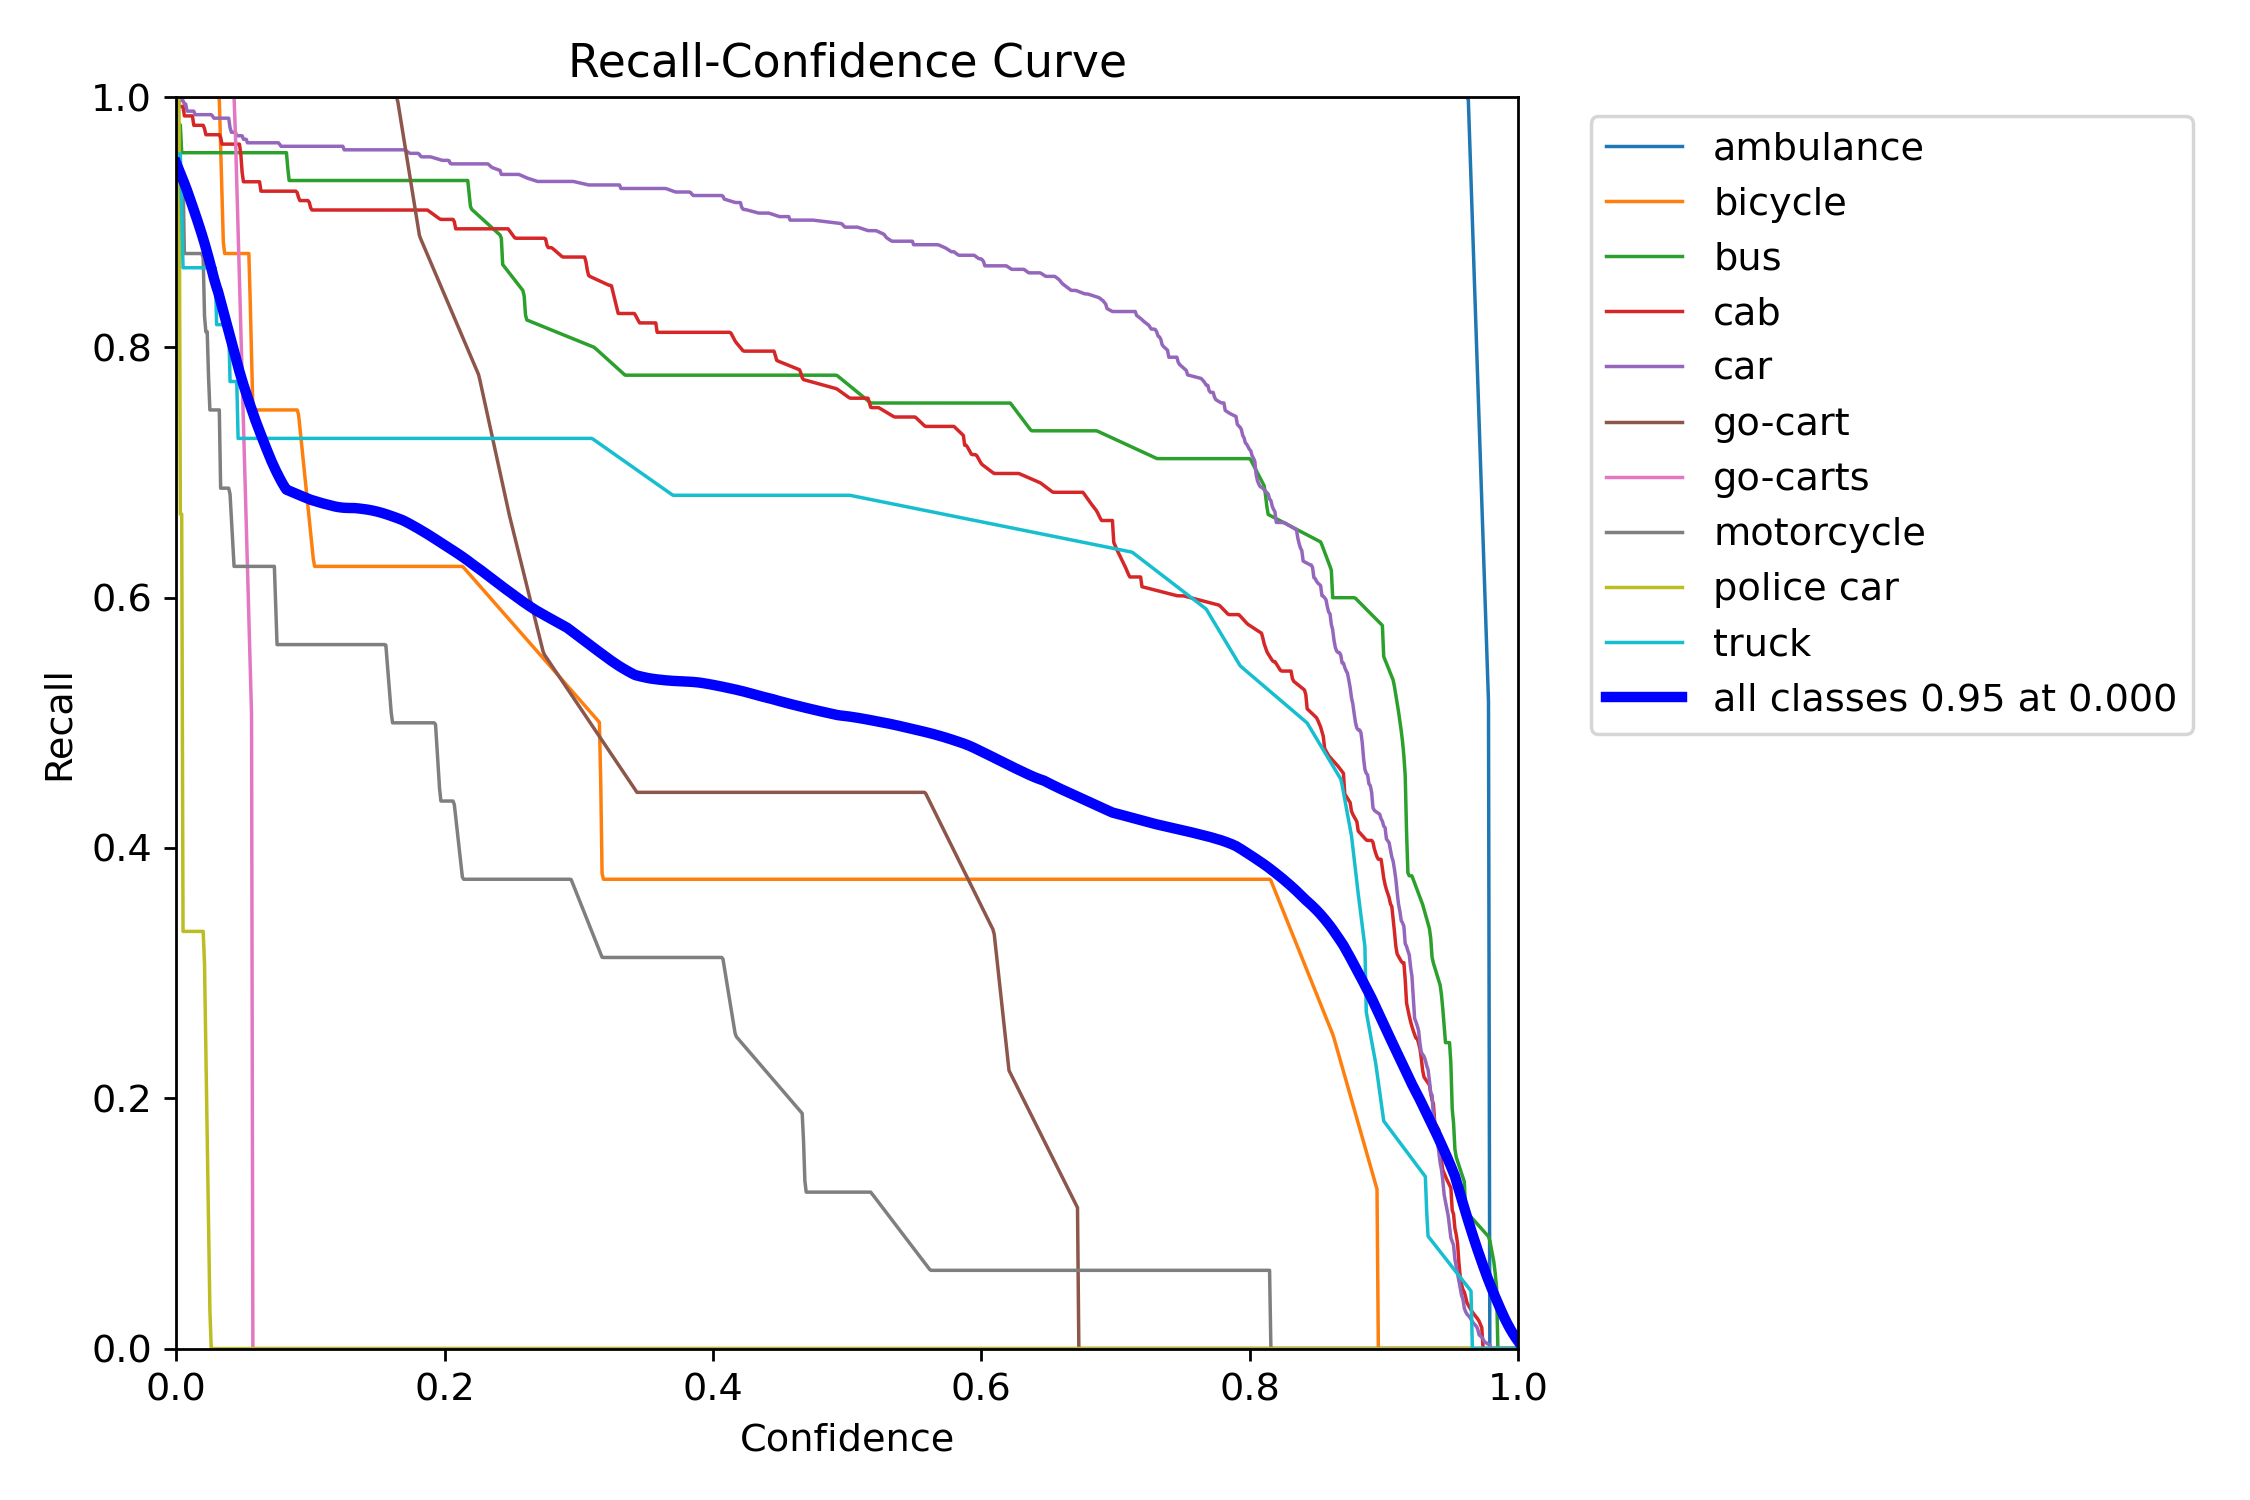 Recall-Confidence Curve
1.0
0.8
0.6
0.4
0.2
0.0
Recall
0.0 0.2 0.4 0.6 0.8 1.0
Confidence
ambulance
bicycle
bus
cab
car
go-cart
go-carts
motorcycle
police car
truck
all classes 0.95 at 0.000